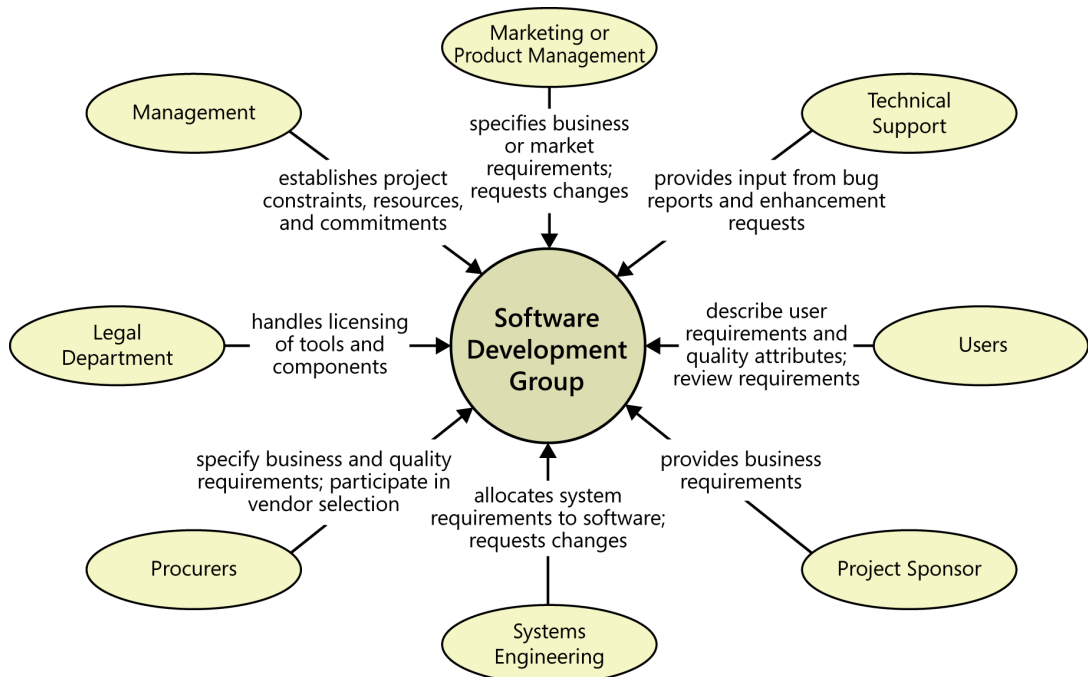 Marketing or
Product Management
Management
Technical
Support
specifies business
or market
requirements;
requests changes
establishes project
constraints, resources,
and commitments
provides input from bug
reports and enhancement
requests
Legal
Department
handles licensing
of tools and
components
Software
Development
Group
describe user
requirements and
quality attributes;
review requirements
Users
specify business and quality
requirements; participate in
vendor selection
allocates system
requirements to software;
requests changes
provides business
requirements
Procurers
Project Sponsor
Systems
Engineering